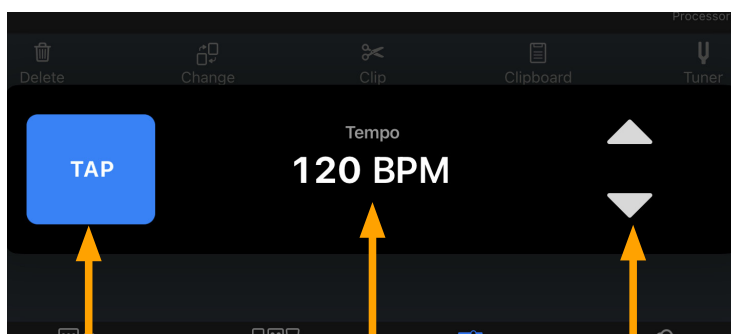 Processor
Delete Change Clip Clipboard Tuner
Tempo
TAP 120 BPM